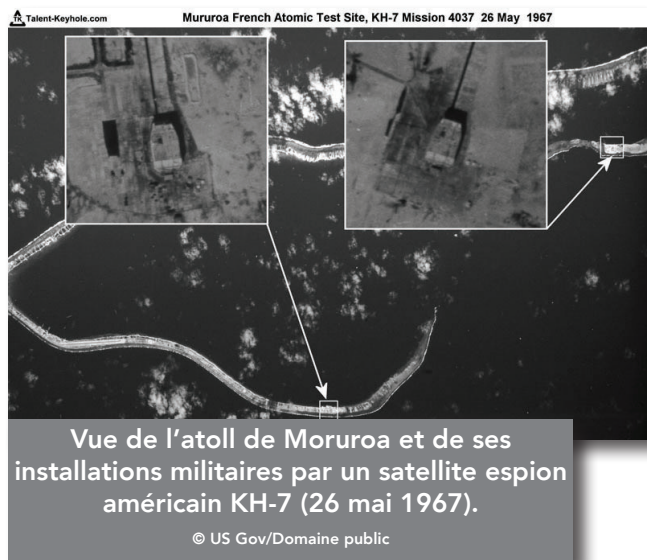 Talent-Keyhole.com
Mururoa French Atomic Test Site, KH-7 Mission 4037 26 May 1967
Vue de l'atoll de Moruroa et de ses
installations militaires par un satellite espion
américain KH-7 (26 mai 1967).
© US Gov/Domaine public